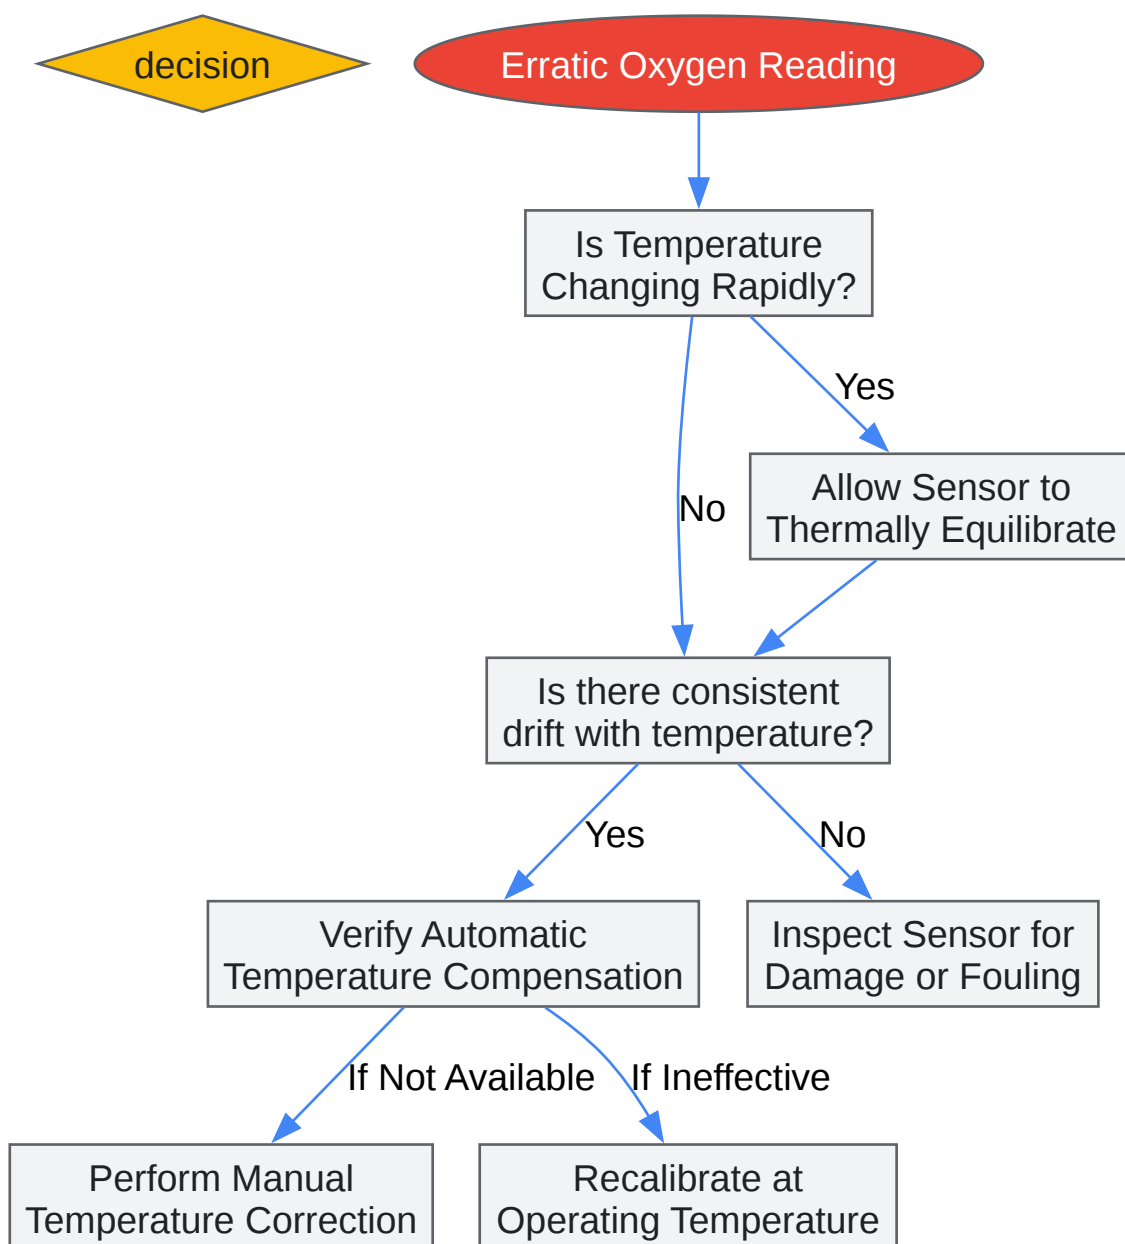 decision
Erratic Oxygen Reading
Is Temperature
Changing Rapidly?
Yes
Allow Sensor to
Thermally Equilibrate
No
Is there consistent
drift with temperature?
Yes
No
Verify Automatic
Temperature Compensation
Inspect Sensor for
Damage or Fouling
If Not Available
If Ineffective
Perform Manual
Temperature Correction
Recalibrate at
Operating Temperature